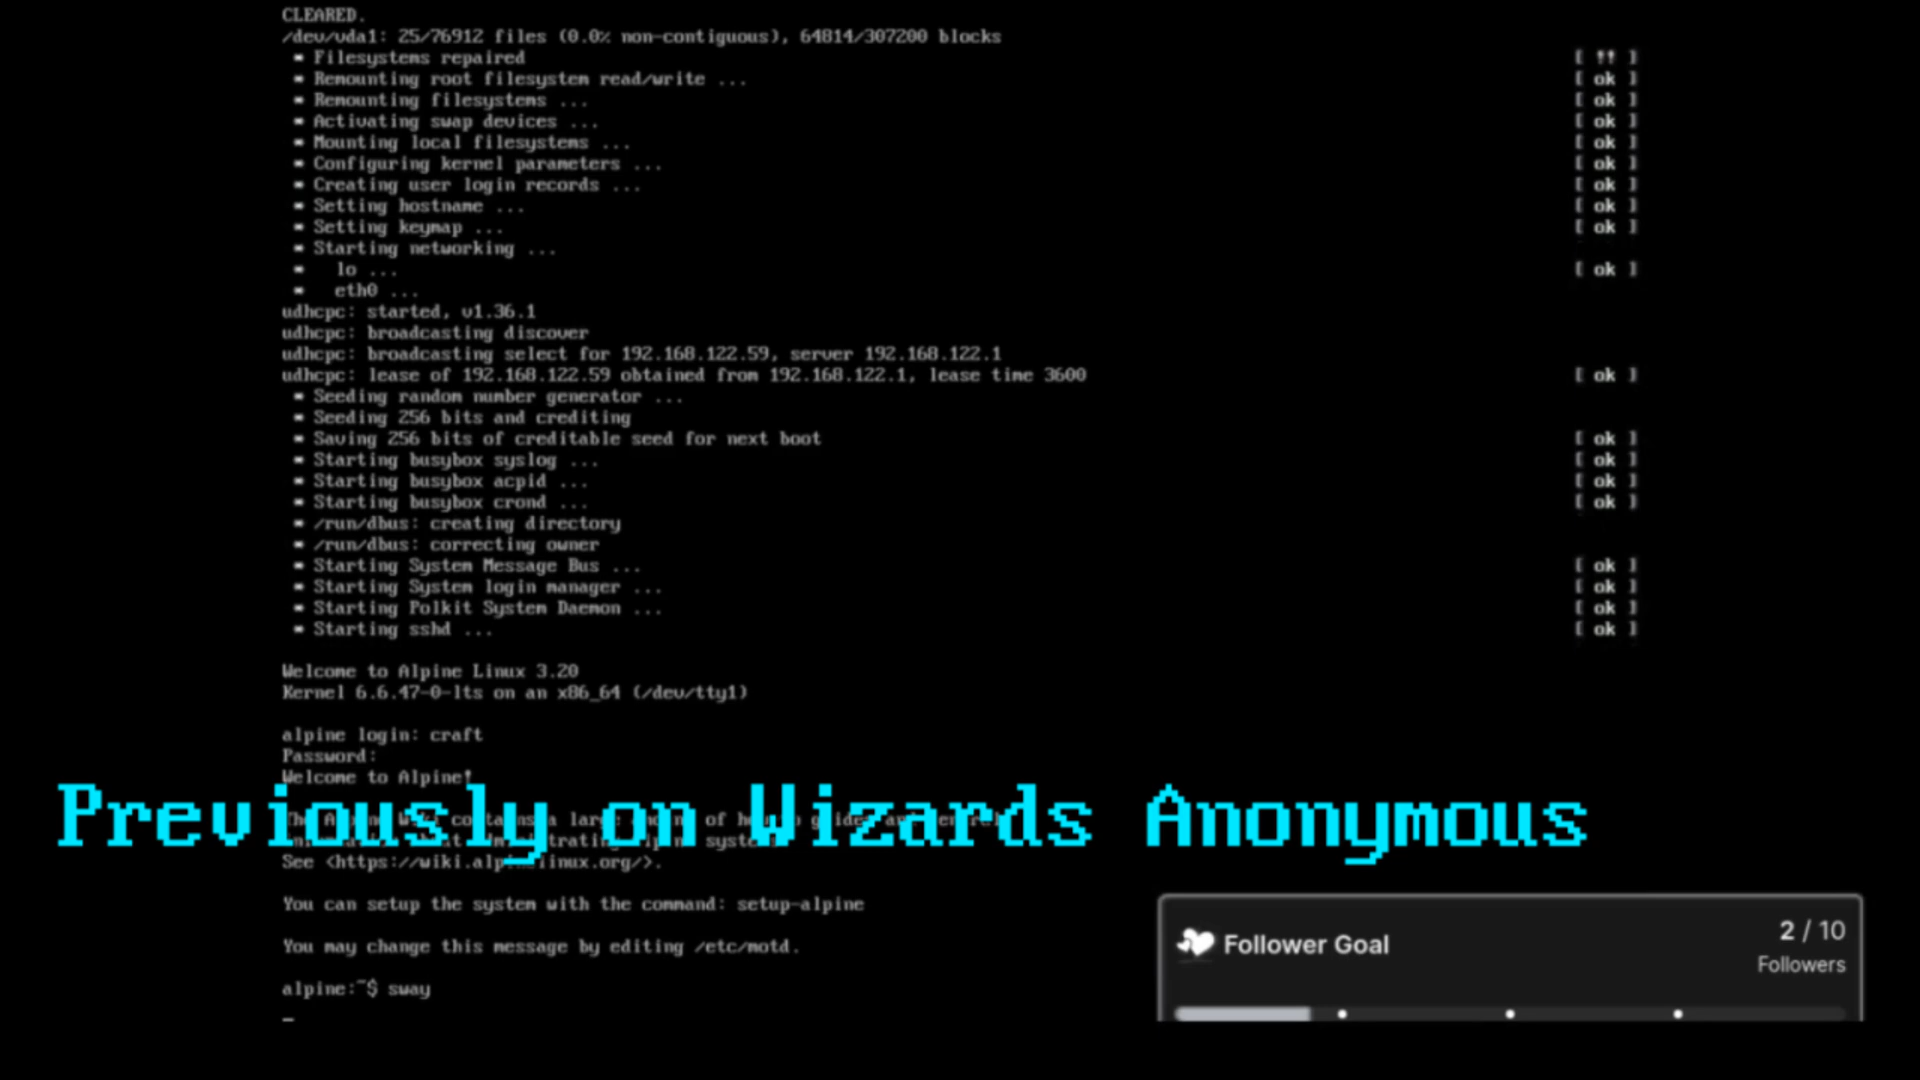 CLEARED.
/dev/vda1: 25/76912 files (0.0% non-contiguous), 64814/307200 blocks
* Filesystems repaired [ !! ]
* Remounting root filesystem read/write ... [ ok ]
* Remounting filesystems ... [ ok ]
* Activating swap devices ... [ ok ]
* Mounting local filesystems ... [ ok ]
* Configuring kernel parameters ... [ ok ]
* Creating user login records ... [ ok ]
* Setting hostname ... [ ok ]
* Setting keymap ... [ ok ]
* Starting networking ...
*   lo ... [ ok ]
*   eth0 ...
udhcpc: started, v1.36.1
udhcpc: broadcasting discover
udhcpc: broadcasting select for 192.168.122.59, server 192.168.122.1
udhcpc: lease of 192.168.122.59 obtained from 192.168.122.1, lease time 3600 [ ok ]
* Seeding random number generator ...
* Seeding 256 bits and crediting
* Saving 256 bits of creditable seed for next boot [ ok ]
* Starting busybox syslog ... [ ok ]
* Starting busybox acpid ... [ ok ]
* Starting busybox crond ... [ ok ]
* /run/dbus: creating directory
* /run/dbus: correcting owner
* Starting System Message Bus ... [ ok ]
* Starting System login manager ... [ ok ]
* Starting Polkit System Daemon ... [ ok ]
* Starting sshd ... [ ok ]
Welcome to Alpine Linux 3.20
Kernel 6.6.47-0-lts on an x86_64 (/dev/tty1)
alpine login: craft
Password:
Welcome to Alpine!
Previously on Wizards Anonymous
The Wiki contains a of
See <https://wiki.alpinelinux.org/>.
You can setup the system with the command: setup-alpine
You may change this message by editing /etc/motd.
alpine:~$ sway
Follower Goal
2 / 10
Followers